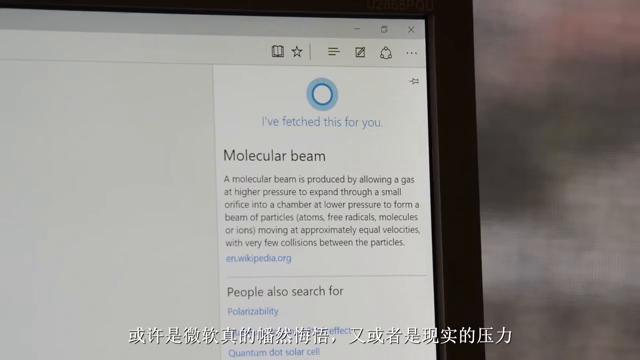 U2868PQU
I've fetched this for you.
Molecular beam
A molecular beam is produced by allowing a gas
at higher pressure to expand through a small
orifice into a chamber at lower pressure to form a
beam of particles (atoms, free radicals, molecules
or ions) moving at approximately equal velocities,
with very few collisions between the particles.
en.wikipedia.org
People also search for
Polarizability
effect
或许是微软真的幡然悔悟，又或者是现实的压力
Quantum dot solar cell